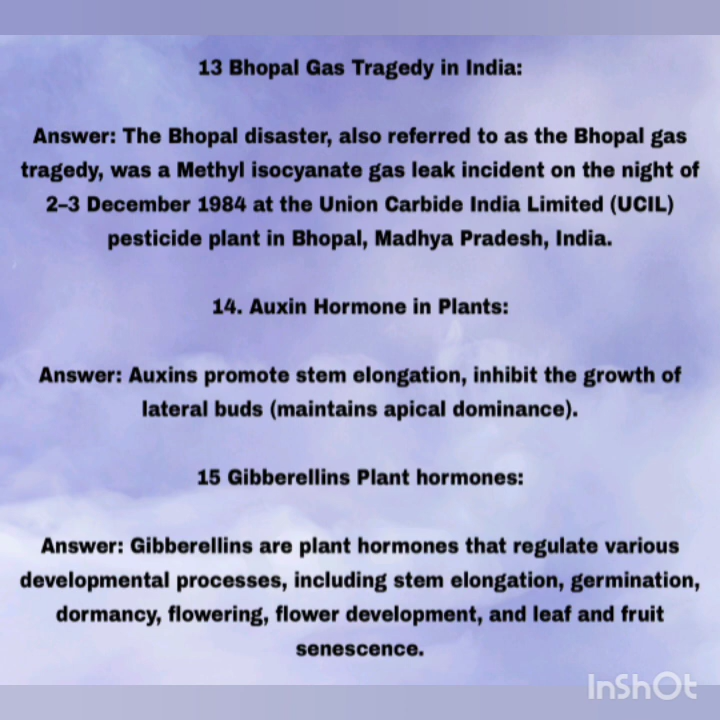 13 Bhopal Gas Tragedy in India:
Answer: The Bhopal disaster, also referred to as the Bhopal gas
tragedy, was a Methyl isocyanate gas leak incident on the night of
2–3 December 1984 at the Union Carbide India Limited (UCIL)
pesticide plant in Bhopal, Madhya Pradesh, India.
14. Auxin Hormone in Plants:
Answer: Auxins promote stem elongation, inhibit the growth of
lateral buds (maintains apical dominance).
15 Gibberellins Plant hormones:
Answer: Gibberellins are plant hormones that regulate various
developmental processes, including stem elongation, germination,
dormancy, flowering, flower development, and leaf and fruit
senescence.
InShOt